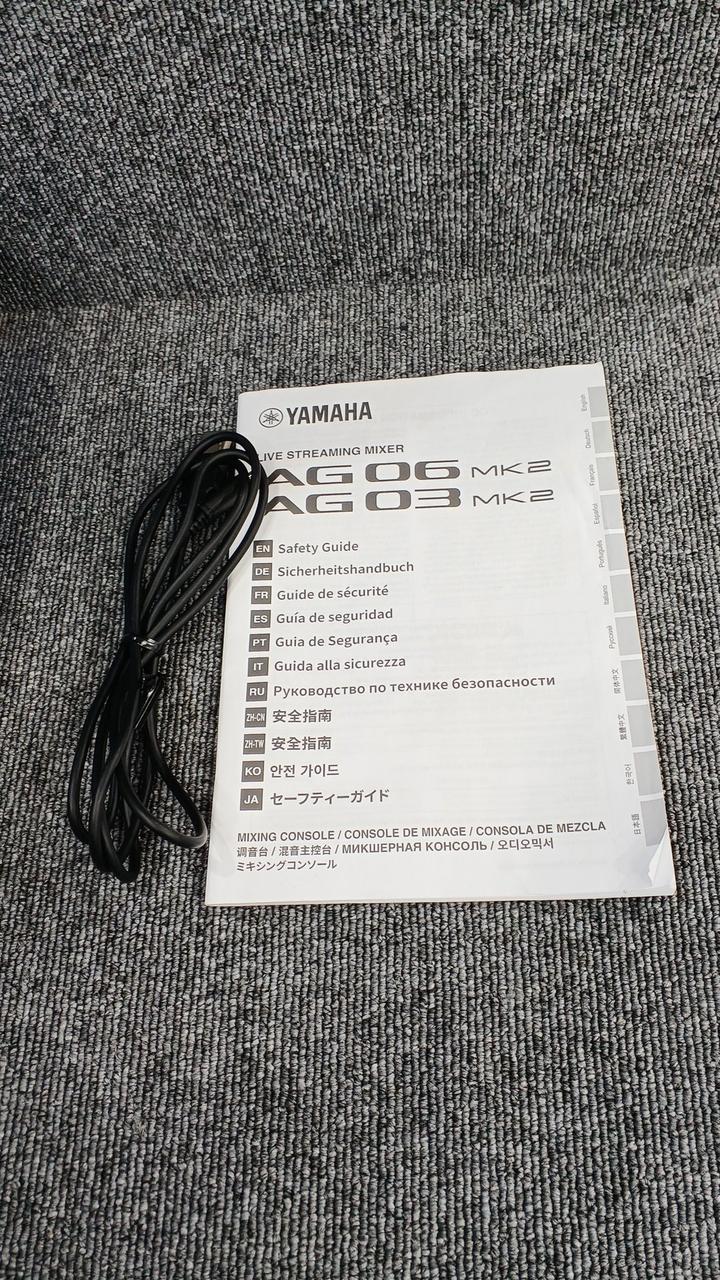 YAMAHA
LIVE STREAMING MIXER
AG 06 MK2
AG 03 MK2
EN Safety Guide
DE Sicherheitshandbuch
FR Guide de sécurité
ES Guía de seguridad
PT Guia de Segurança
IT Guida alla sicurezza
RU Руководство по технике безопасности
ZH-CN 安全指南
ZH-TW 安全指南
KO 안전 가이드
JA セーフティーガイド
MIXING CONSOLE / CONSOLE DE MIXAGE / CONSOLA DE MEZCLA
调音台 / 混音主控台 / МИКШЕРНАЯ КОНСОЛЬ / 오디오믹서
ミキシングコンソール
English
Deutsch
Français
Español
Português
Italiano
Русский
简体中文
繁體中文
한국어
日本語